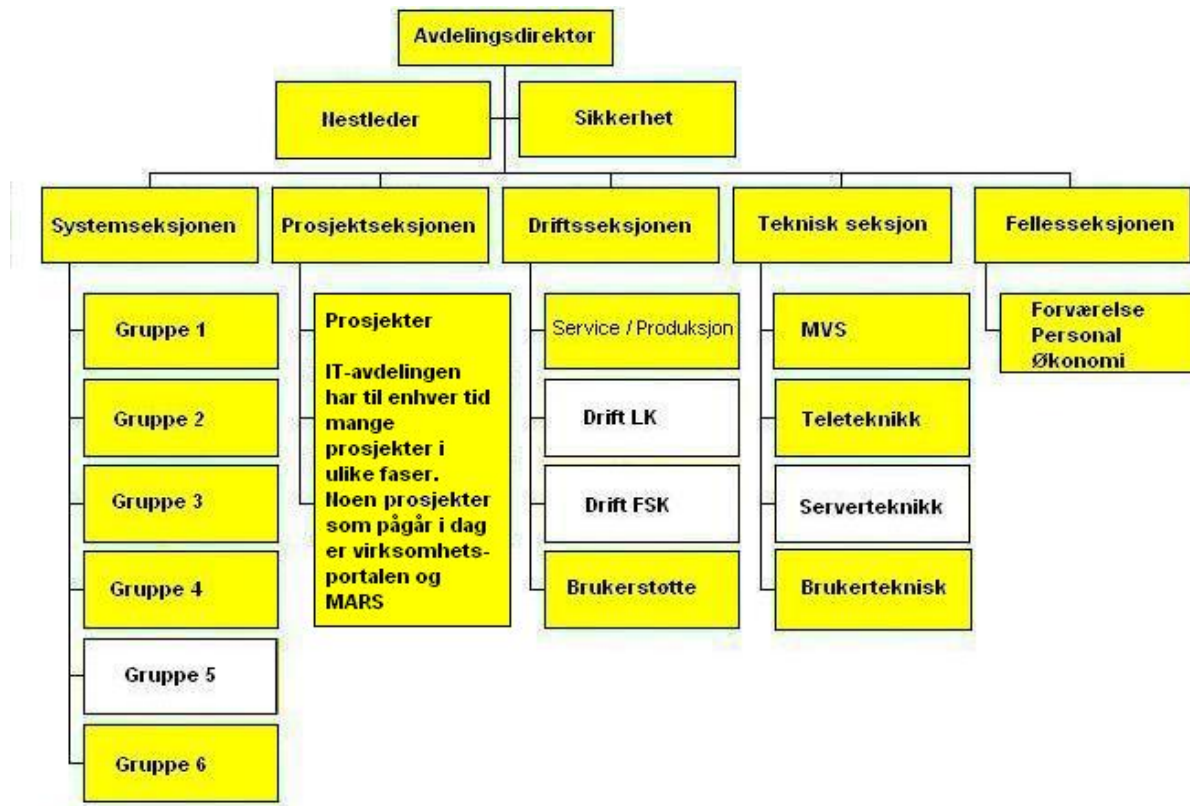 Avdelingsdirektør
Nestleder
Sikkerhet
Systemseksjonen
Prosjektseksjonen
Driftsseksjonen
Teknisk seksjon
Fellesseksjonen
Gruppe 1
Gruppe 2
Gruppe 3
Gruppe 4
Gruppe 5
Gruppe 6
Prosjekter
IT-avdelingen
har til enhver tid
mange
prosjekter i
ulike faser.
Noen prosjekter
som pågår i dag
er virksomhets-
portalen og
MARS
Service / Produksjon
Drift LK
Drift FSK
Brukerstøtte
MVS
Teleteknikk
Serverteknikk
Brukerteknisk
Forværelse
Personal
Økonomi